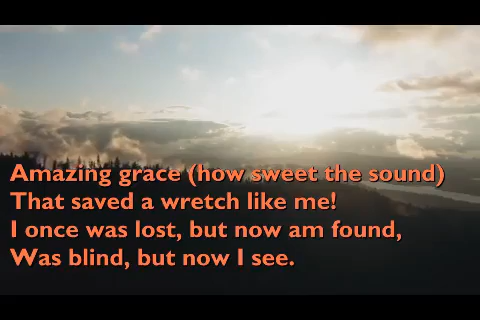 Amazing grace (how sweet the sound)
That saved a wretch like me!
I once was lost, but now am found,
Was blind, but now I see.